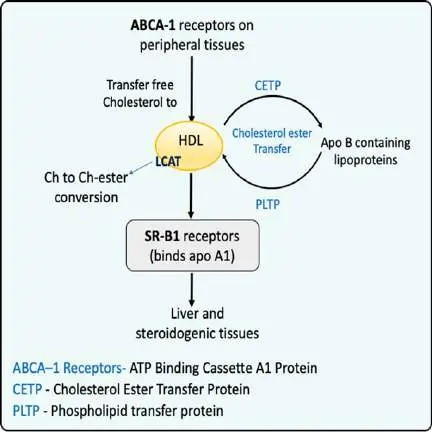 ABCA-1 receptors on
peripheral tissues
Transfer free
Cholesterol to
CETP
HDL
LCAT
Cholesterol ester
Transfer
Apo B containing
lipoproteins
Ch to Ch-ester
conversion
PLTP
SR-B1 receptors
(binds apo A1)
Liver and
steroidogenic tissues
ABCA–1 Receptors- ATP Binding Cassette A1 Protein
CETP - Cholesterol Ester Transfer Protein
PLTP - Phospholipid transfer protein